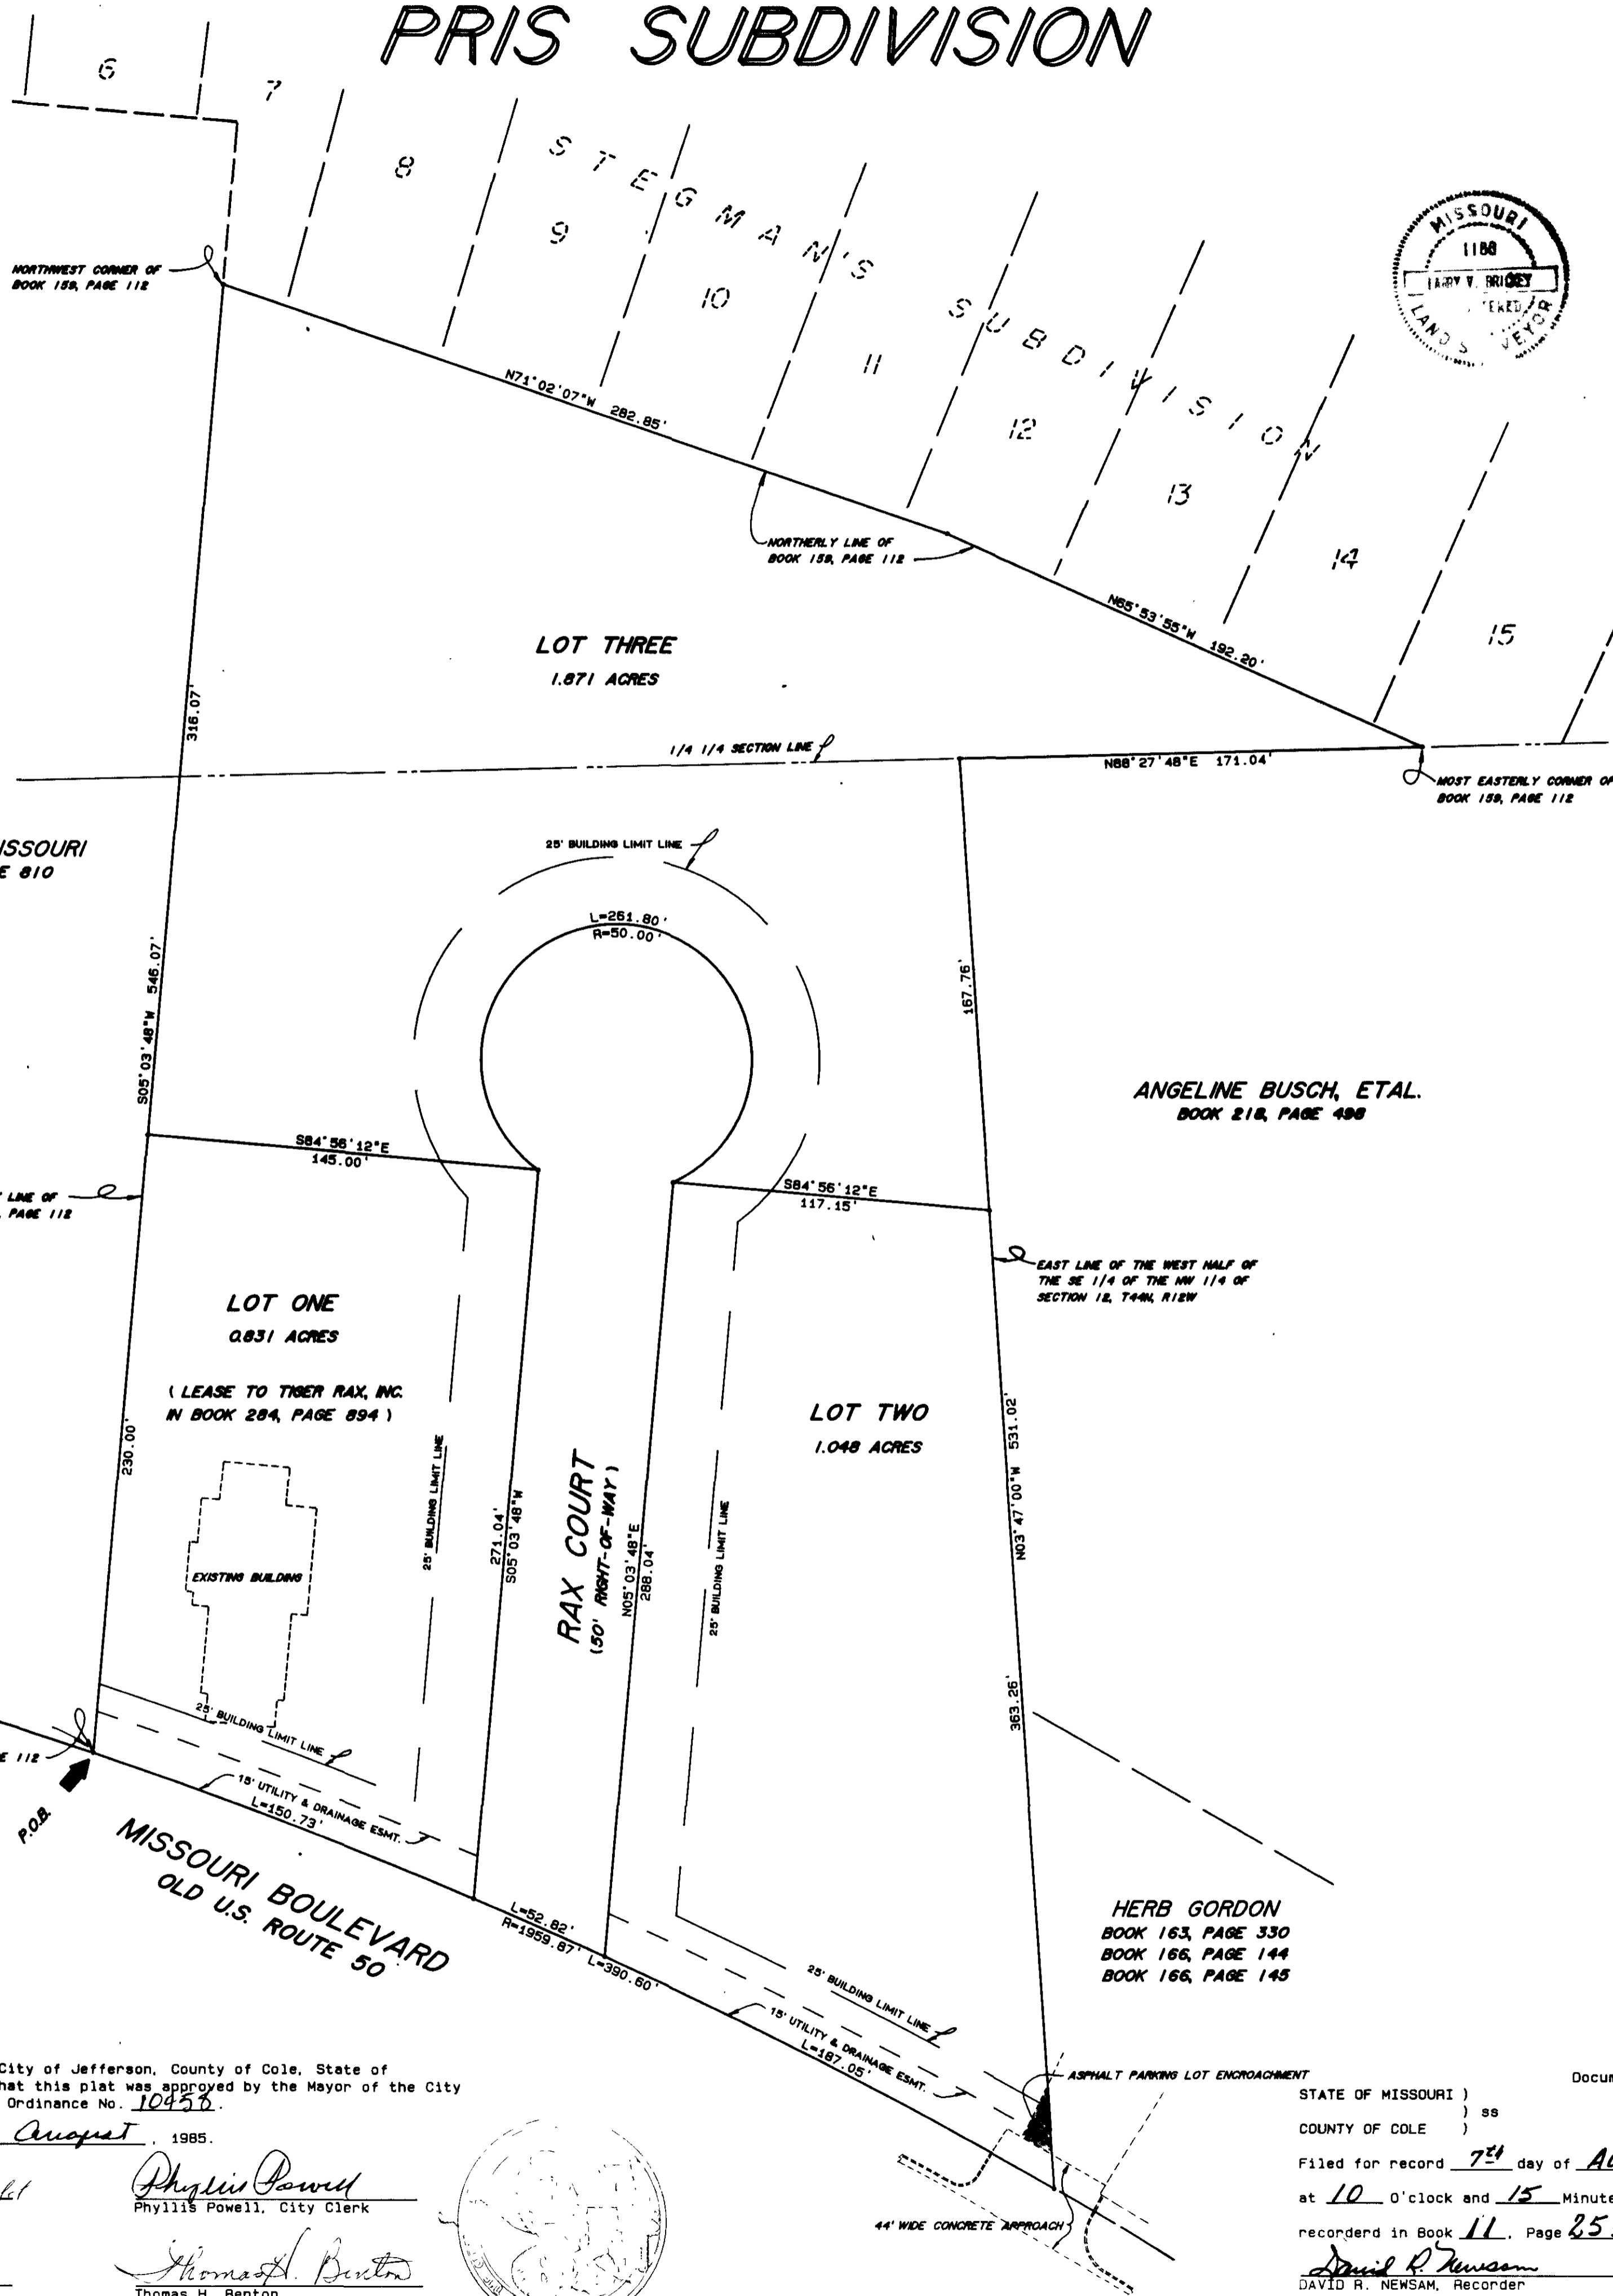 PRIS SUBDIVISION
6
7
8
9
10
11
12
13
14
15
STEGMAN'S SUBDIVISION
MISSOURI
1188
LARRY V. BRICKEY
LAND S VEYOR
NORTHWEST CORNER OF
BOOK 159, PAGE 112
N71°02'07"W 282.85'
NORTHERLY LINE OF
BOOK 159, PAGE 112
N65°53'55"W 192.20'
LOT THREE
1.871 ACRES
316.07'
1/4 1/4 SECTION LINE
N88°27'48"E 171.04'
MOST EASTERLY CORNER OF
BOOK 159, PAGE 112
ISSOURI
E 810
25' BUILDING LIMIT LINE
L=261.80'
R=50.00'
S05°03'48"W 546.07'
167.76'
ANGELINE BUSCH, ETAL.
BOOK 218, PAGE 498
S84°56'12"E
145.00'
S84°56'12"E
117.15'
LINE OF
, PAGE 112
EAST LINE OF THE WEST HALF OF
THE SE 1/4 OF THE NW 1/4 OF
SECTION 12, T44N, R12W
LOT ONE
0.831 ACRES
( LEASE TO TIGER RAX, INC.
IN BOOK 284, PAGE 894 )
230.00'
EXISTING BUILDING
25' BUILDING LIMIT LINE
271.04'
S05°03'48"W
RAX COURT
(50' RIGHT-OF-WAY)
N05°03'48"E
288.04'
25' BUILDING LIMIT LINE
LOT TWO
1.048 ACRES
N03°47'00"W 531.02'
363.26'
25' BUILDING LIMIT LINE
15' UTILITY & DRAINAGE ESMT.
L=150.73'
E 112
P.O.B.
MISSOURI BOULEVARD
OLD U.S. ROUTE 50
L=52.82'
R=1959.87' L=390.60'
25' BUILDING LIMIT LINE
15' UTILITY & DRAINAGE ESMT.
L=187.05'
HERB GORDON
BOOK 163, PAGE 330
BOOK 166, PAGE 144
BOOK 166, PAGE 145
ASPHALT PARKING LOT ENCROACHMENT
44' WIDE CONCRETE APPROACH
City of Jefferson, County of Cole, State of
hat this plat was approved by the Mayor of the City
Ordinance No. 10458.
August, 1985.
Phyllis Powell
Phyllis Powell, City Clerk
Thomas H. Benton
Thomas H. Benton
Docum
STATE OF MISSOURI )
) ss
COUNTY OF COLE )
Filed for record 7th day of Au
at 10 O'clock and 15 Minute
recorderd in Book 11, Page 25
David R. Newsam
DAVID R. NEWSAM, Recorder